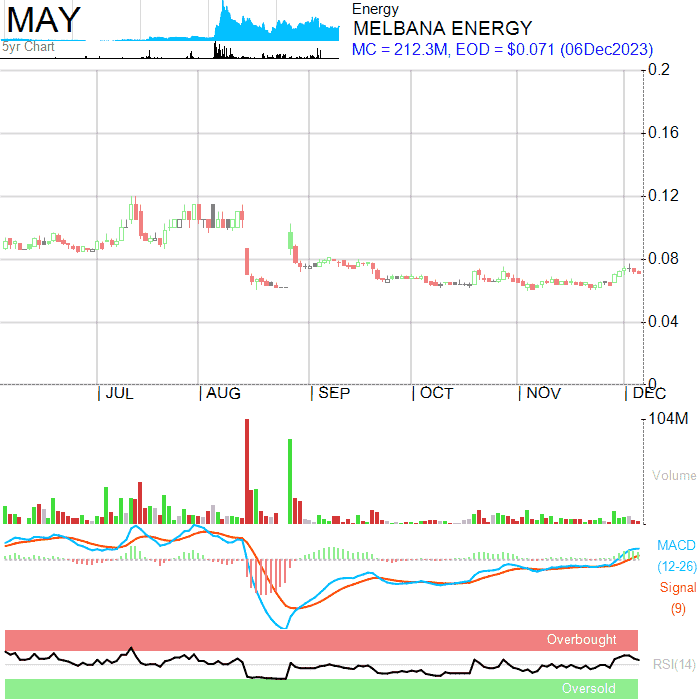 MAY
5yr Chart
Energy
MELBANA ENERGY
MC = 212.3M, EOD = $0.071 (06Dec2023)
0.2
0.16
0.12
0.08
0.04
0
JUL
AUG
SEP
OCT
NOV
DEC
104M
Volume
MACD
(12-26)
Signal
(9)
Overbought
RSI(14)
Oversold